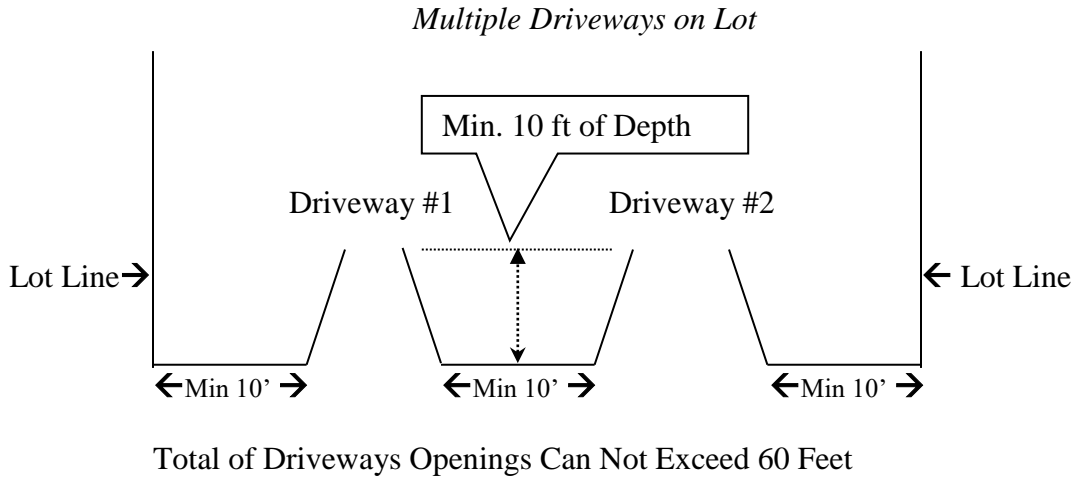 Multiple Driveways on Lot
Min. 10 ft of Depth
Driveway #1 Driveway #2
Lot Line→ ← Lot Line
←Min 10’ → ←Min 10’ → ←Min 10’ →
Total of Driveways Openings Can Not Exceed 60 Feet